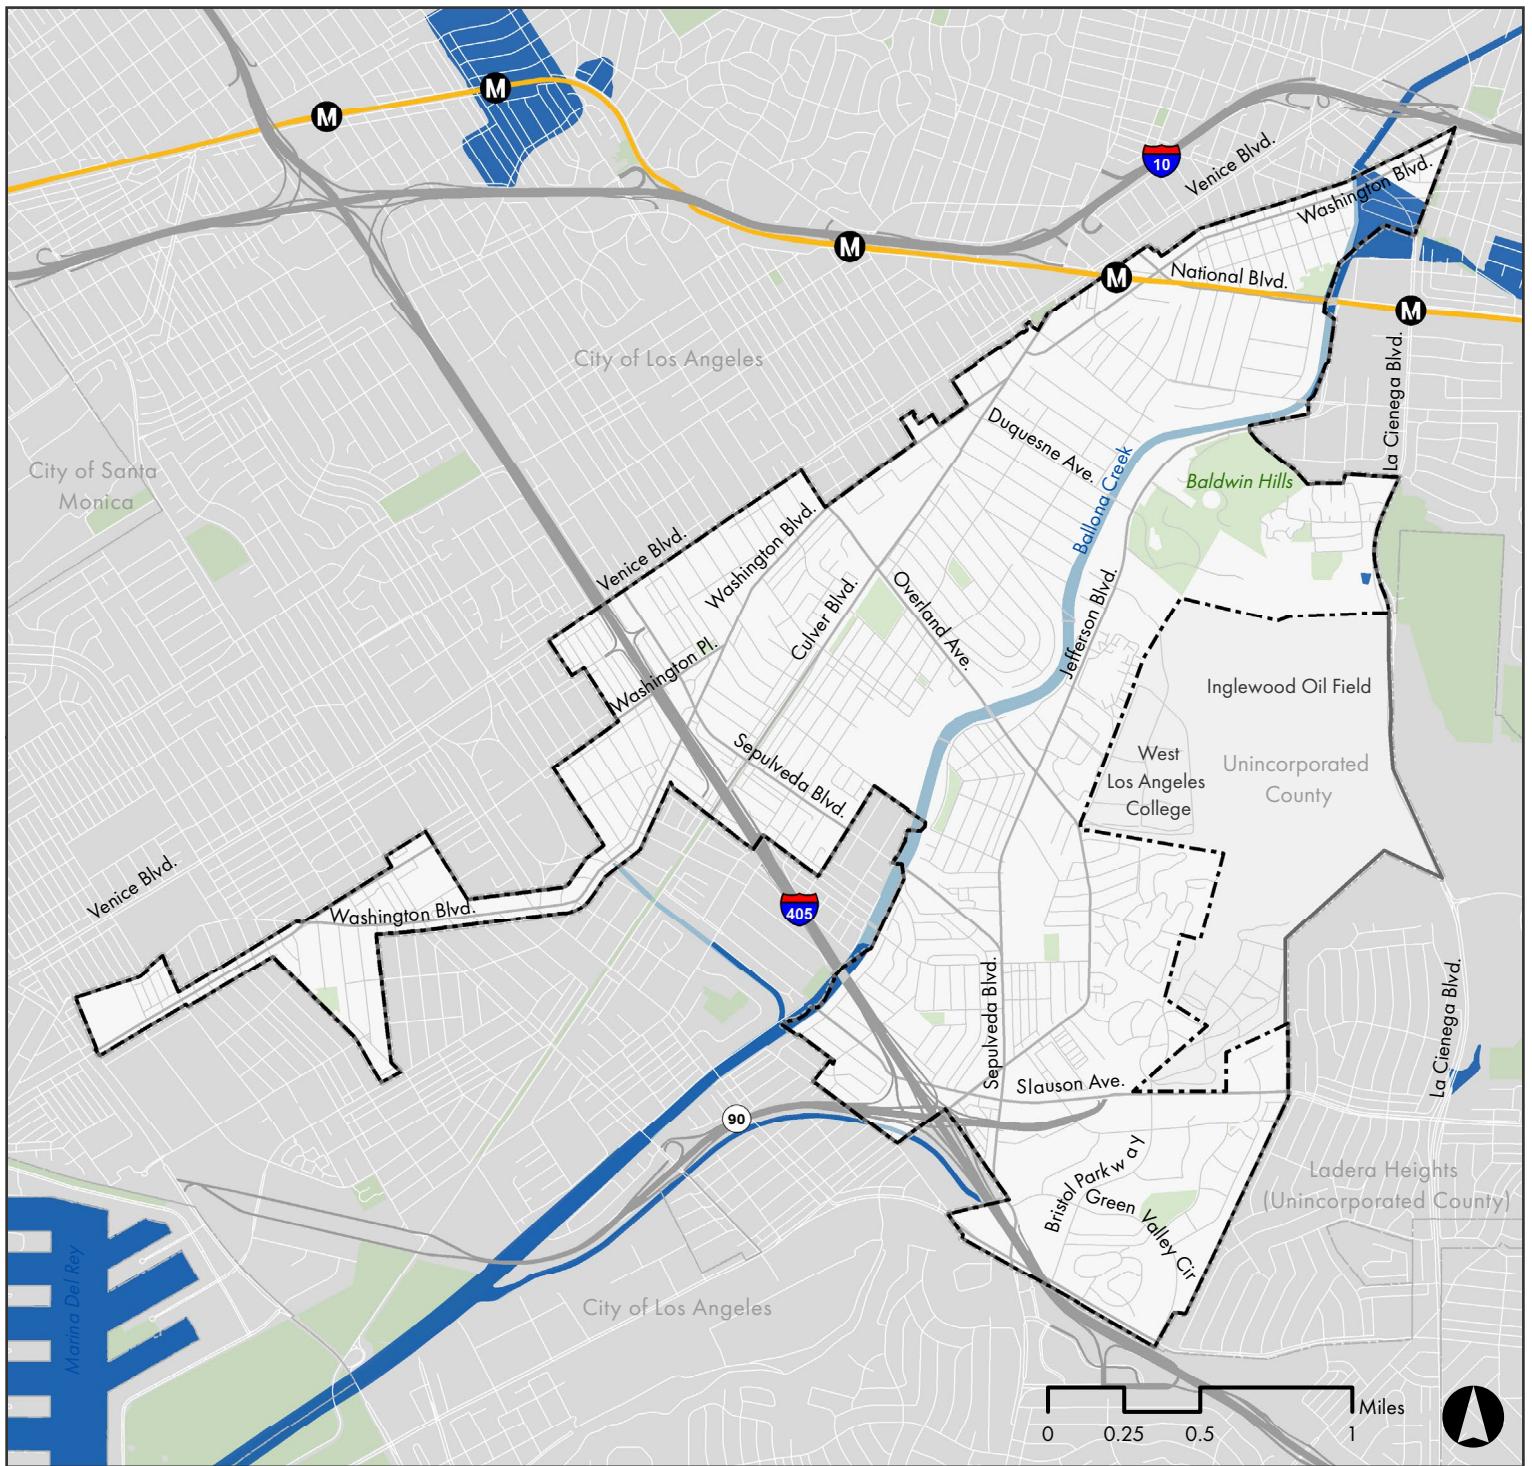 M
M
10
Venice Blvd.
Washington Blvd.
M
M
National Blvd.
M
City of Los Angeles
La Cienega Blvd.
Duquesne Ave.
City of Santa
Monica
Ballona Creek
Baldwin Hills
Venice Blvd.
Washington Blvd.
Culver Blvd.
Overland Ave.
Jefferson Blvd.
Washington Pl.
Inglewood Oil Field
Sepulveda Blvd.
West
Los Angeles
College
Unincorporated
County
Venice Blvd.
Washington Blvd.
405
Sepulveda Blvd.
La Cienega Blvd.
Slauson Ave.
90
Bristol Parkway
Green Valley Cir
Ladera Heights
(Unincorporated County)
Marina Del Rey
City of Los Angeles
Miles
0 0.25 0.5 1